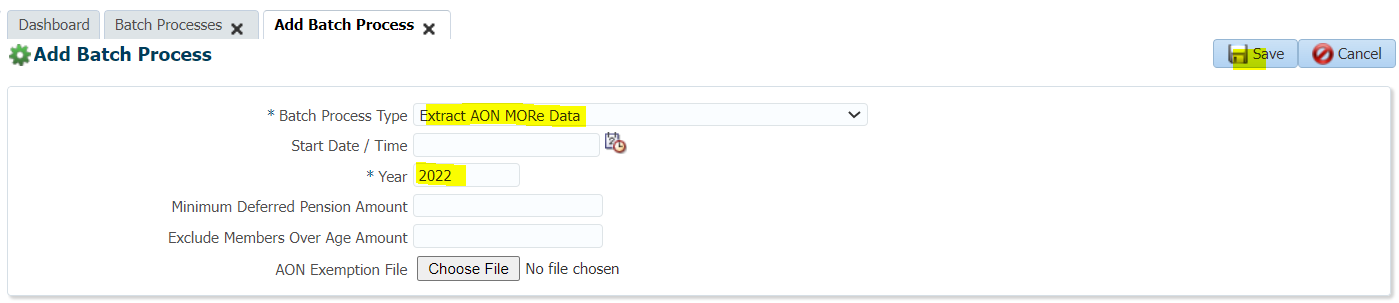 Dashboard Batch Processes Add Batch Process
Add Batch Process Save Cancel
* Batch Process Type Extract AON MORe Data
Start Date / Time
* Year 2022
Minimum Deferred Pension Amount
Exclude Members Over Age Amount
AON Exemption File Choose File No file chosen